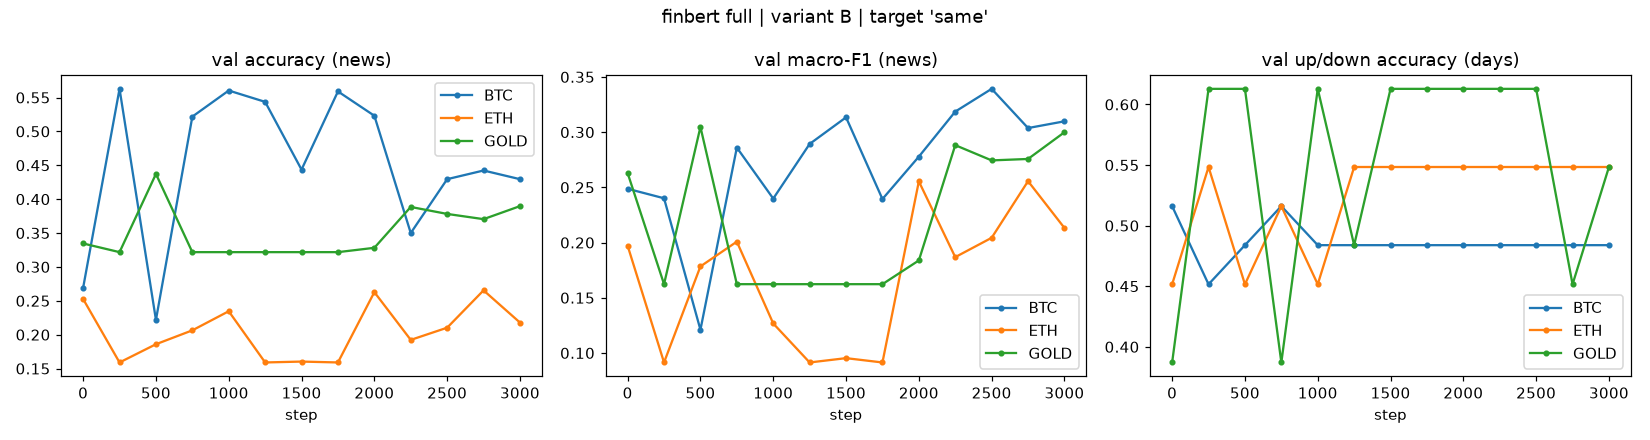 finbert full | variant B | target 'same'
val accuracy (news)
0.55
0.50
0.45
0.40
0.35
0.30
0.25
0.20
0.15
BTC
ETH
GOLD
0 500 1000 1500 2000 2500 3000
step
val macro-F1 (news)
0.35
0.30
0.25
0.20
0.15
0.10
BTC
ETH
GOLD
0 500 1000 1500 2000 2500 3000
step
val up/down accuracy (days)
0.60
0.55
0.50
0.45
0.40
BTC
ETH
GOLD
0 500 1000 1500 2000 2500 3000
step